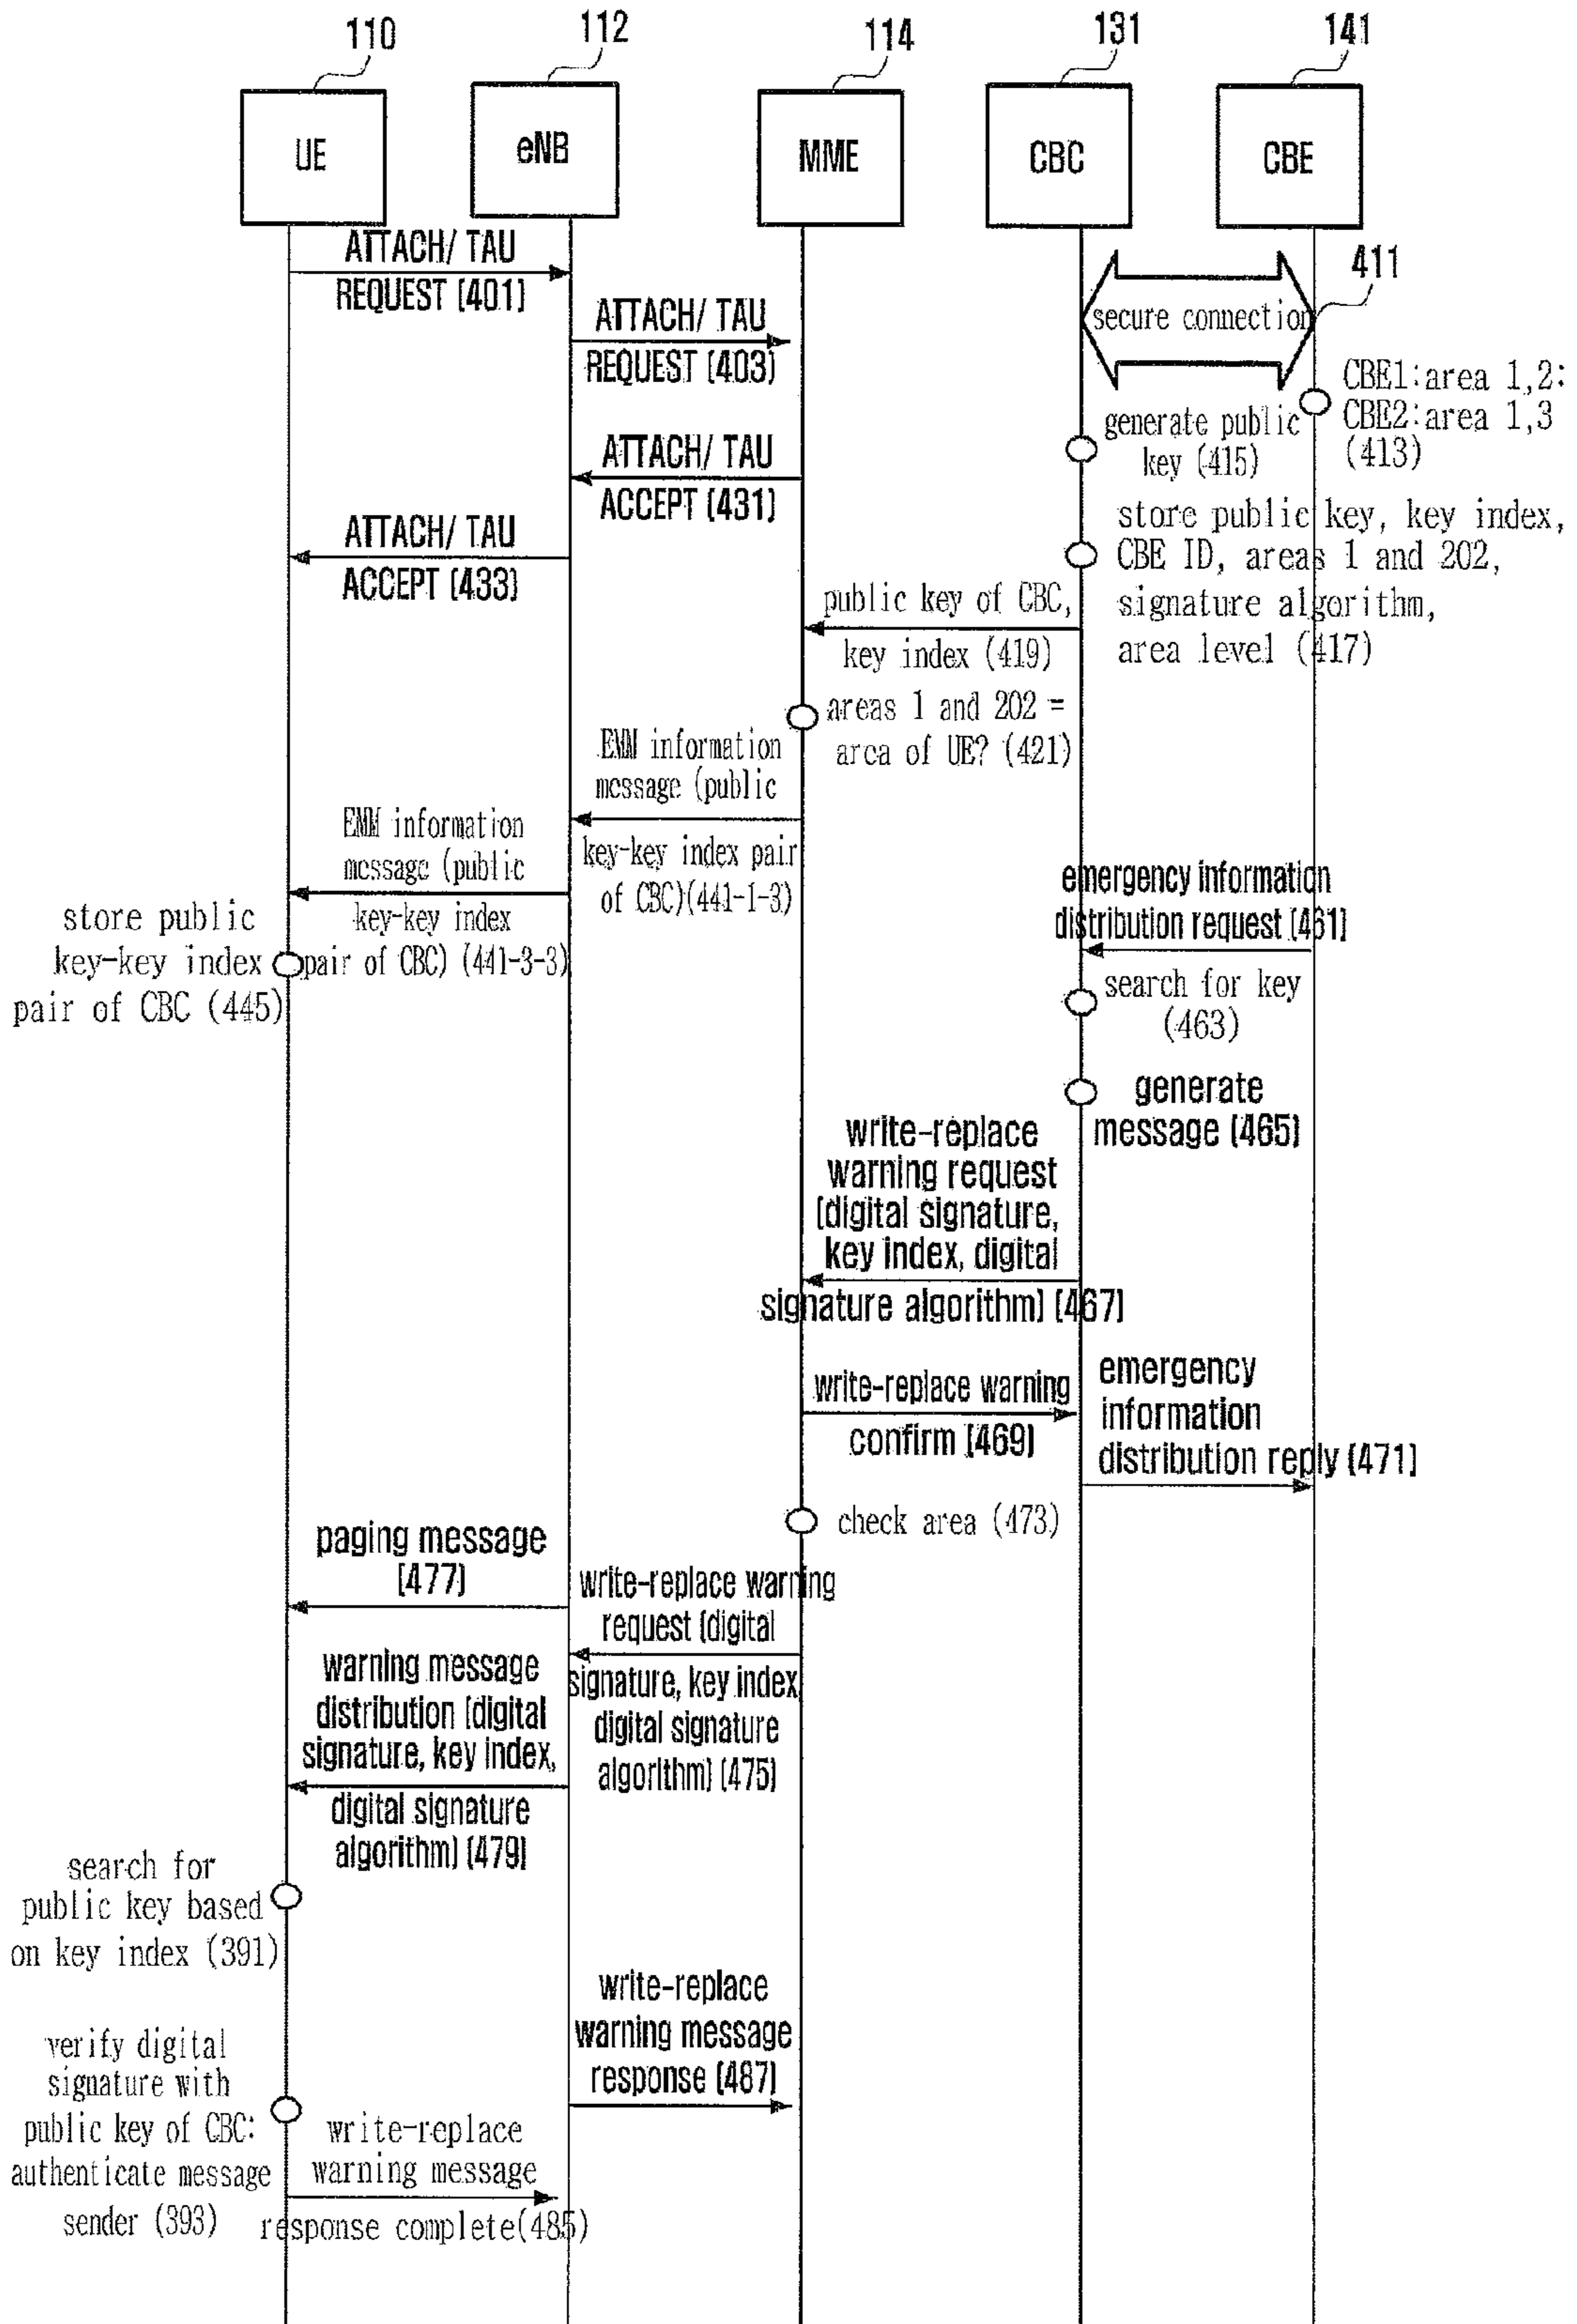 110
112
114
131
141
UE
eNB
MME
CBC
CBE
ATTACH/ TAU
REQUEST (401)
ATTACH/ TAU
REQUEST (403)
secure connection
411
CBE1:area 1,2:
CBE2:area 1,3
(413)
generate public
key (415)
ATTACH/ TAU
ACCEPT (431)
ATTACH/ TAU
ACCEPT (433)
store public key, key index,
CBE ID, areas 1 and 202,
signature algorithm,
area level (417)
public key of CBC,
key index (419)
areas 1 and 202 =
area of UE? (421)
EMM information
message (public
key-key index pair
of CBC)(441-1-3)
EMM information
message (public
key-key index
pair of CBC) (441-3-3)
store public
key-key index
pair of CBC (445)
emergency information
distribution request (461)
search for key
(463)
generate
message (465)
write-replace
warning request
(digital signature,
key index, digital
signature algorithm) (467)
write-replace warning
confirm (469)
emergency
information
distribution reply (471)
check area (473)
paging message
(477)
write-replace warning
request (digital
signature, key index
digital signature
algorithm) (475)
warning message
distribution (digital
signature, key index,
digital signature
algorithm) (479)
search for
public key based
on key index (391)
write-replace
warning message
response (487)
verify digital
signature with
public key of CBC:
authenticate message
sender (393)
write-replace
warning message
response complete(485)